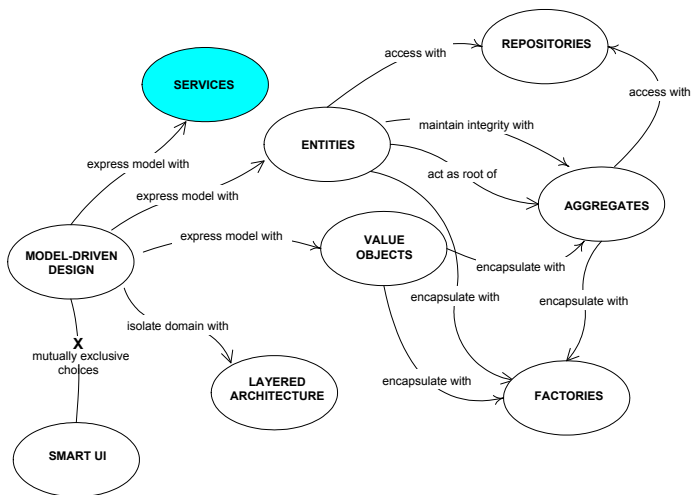 REPOSITORIES
access with
SERVICES
access with
maintain integrity with
ENTITIES
express model with
act as root of
express model with
AGGREGATES
express model with
VALUE
OBJECTS
MODEL-DRIVEN
DESIGN
encapsulate with
encapsulate with
encapsulate with
isolate domain with
X
mutually exclusive
choices
LAYERED
ARCHITECTURE
encapsulate with
FACTORIES
SMART UI